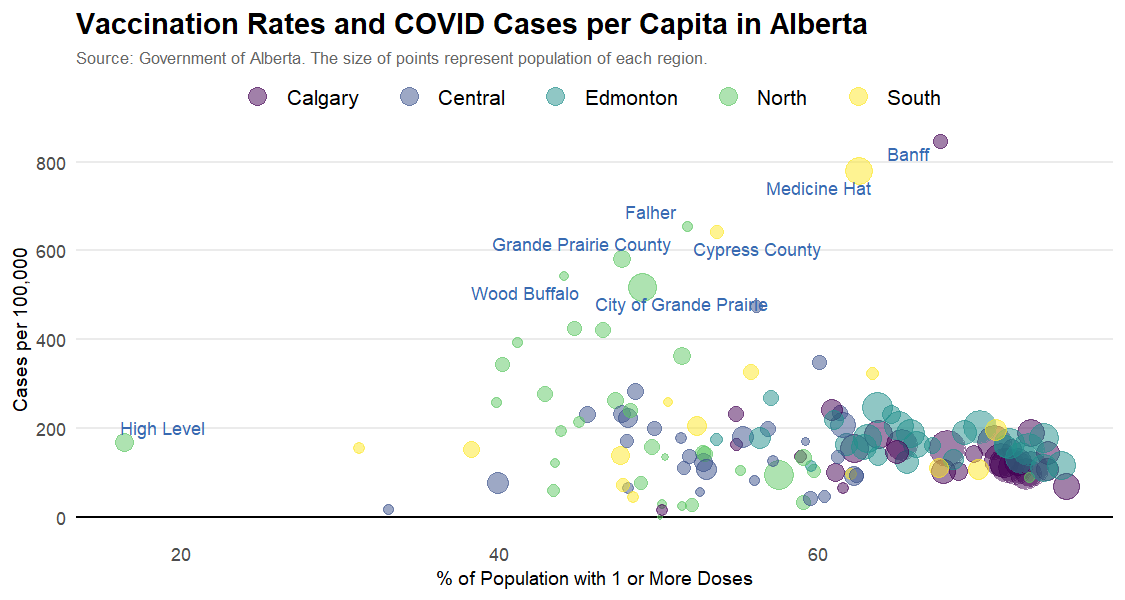 Vaccination Rates and COVID Cases per Capita in Alberta
Source: Government of Alberta. The size of points represent population of each region.
Calgary Central Edmonton North South
Banff
Medicine Hat
Falher
Grande Prairie County
Cypress County
Wood Buffalo
City of Grande Prairie
High Level
Cases per 100,000
800
600
400
200
0
20 40 60
% of Population with 1 or More Doses